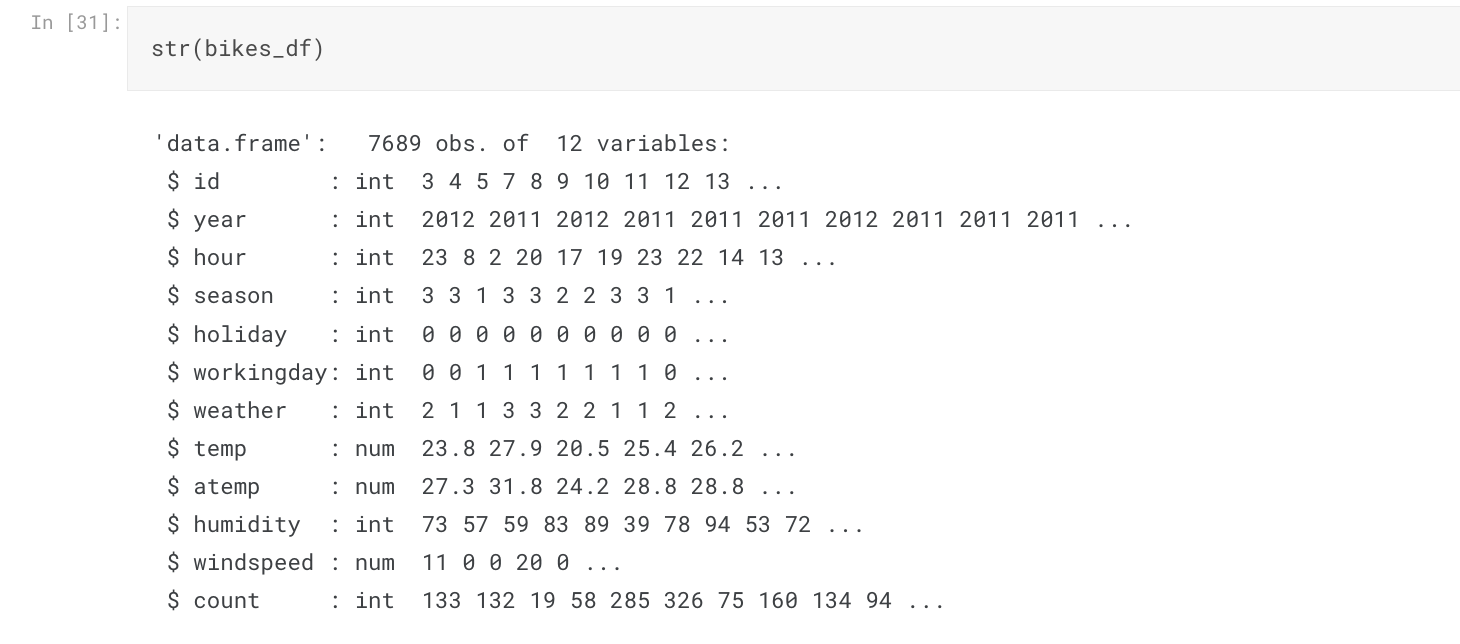 In [31]:
str(bikes_df)
'data.frame':   7689 obs. of  12 variables:
 $ id        : int  3 4 5 7 8 9 10 11 12 13 ...
 $ year      : int  2012 2011 2012 2011 2011 2011 2012 2011 2011 2011 ...
 $ hour      : int  23 8 2 20 17 19 23 22 14 13 ...
 $ season    : int  3 3 1 3 3 2 2 3 3 1 ...
 $ holiday   : int  0 0 0 0 0 0 0 0 0 0 ...
 $ workingday: int  0 0 1 1 1 1 1 1 1 0 ...
 $ weather   : int  2 1 1 3 3 2 2 1 1 2 ...
 $ temp      : num  23.8 27.9 20.5 25.4 26.2 ...
 $ atemp     : num  27.3 31.8 24.2 28.8 28.8 ...
 $ humidity  : int  73 57 59 83 89 39 78 94 53 72 ...
 $ windspeed : num  11 0 0 20 0 ...
 $ count     : int  133 132 19 58 285 326 75 160 134 94 ...